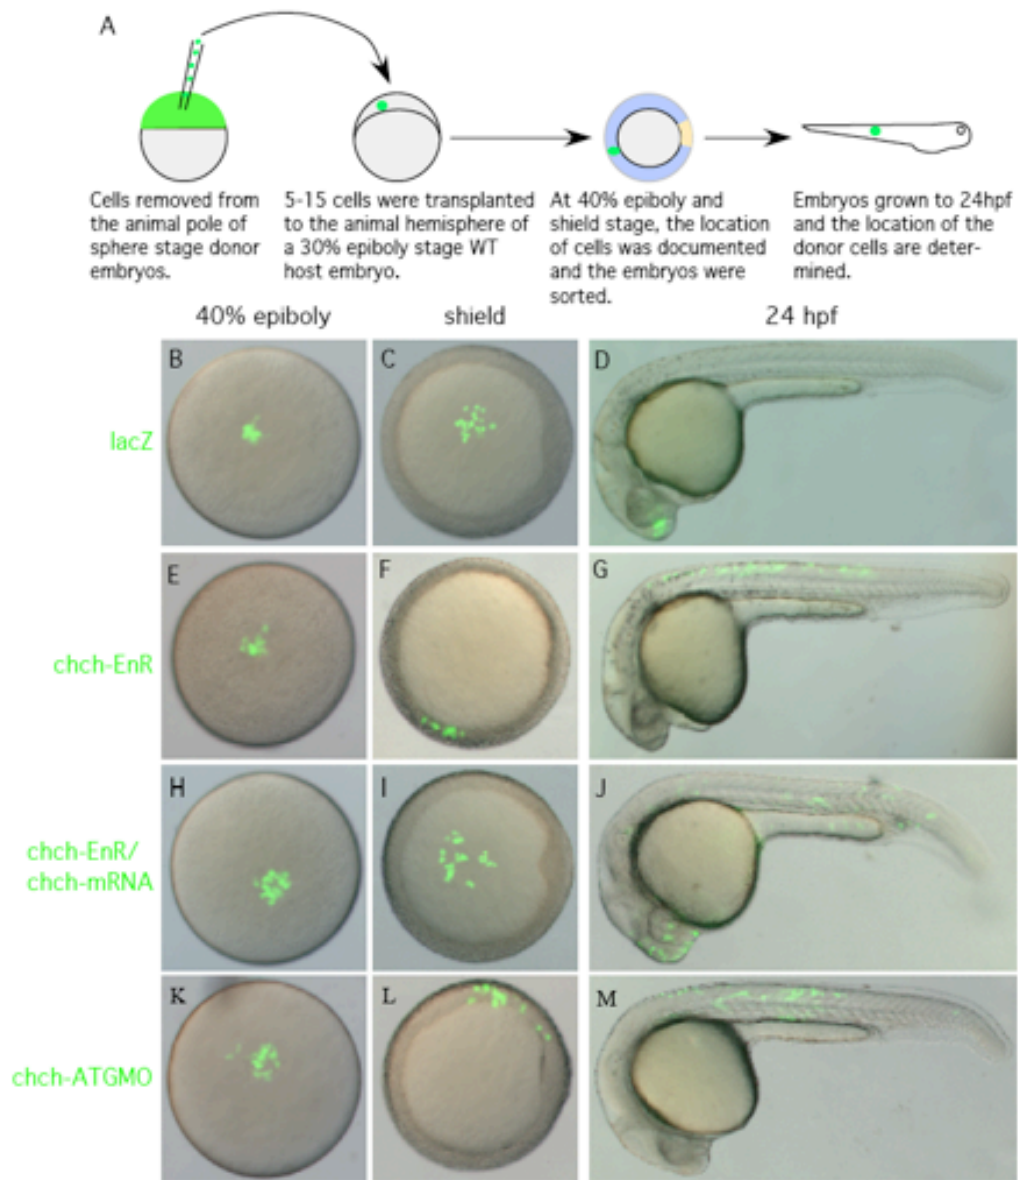 A
Cells removed from
the animal pole of
sphere stage donor
embryos.
5-15 cells were transplanted
to the animal hemisphere of
a 30% epiboly stage WT
host embryo.
At 40% epiboly and
shield stage, the location
of cells was documented
and the embryos were
sorted.
Embryos grown to 24hpf
and the location of the
donor cells are deter-
mined.
40% epiboly
shield
24 hpf
lacZ
B
C
D
chch-EnR
E
F
G
chch-EnR/
chch-mRNA
H
I
J
chch-ATGMO
K
L
M